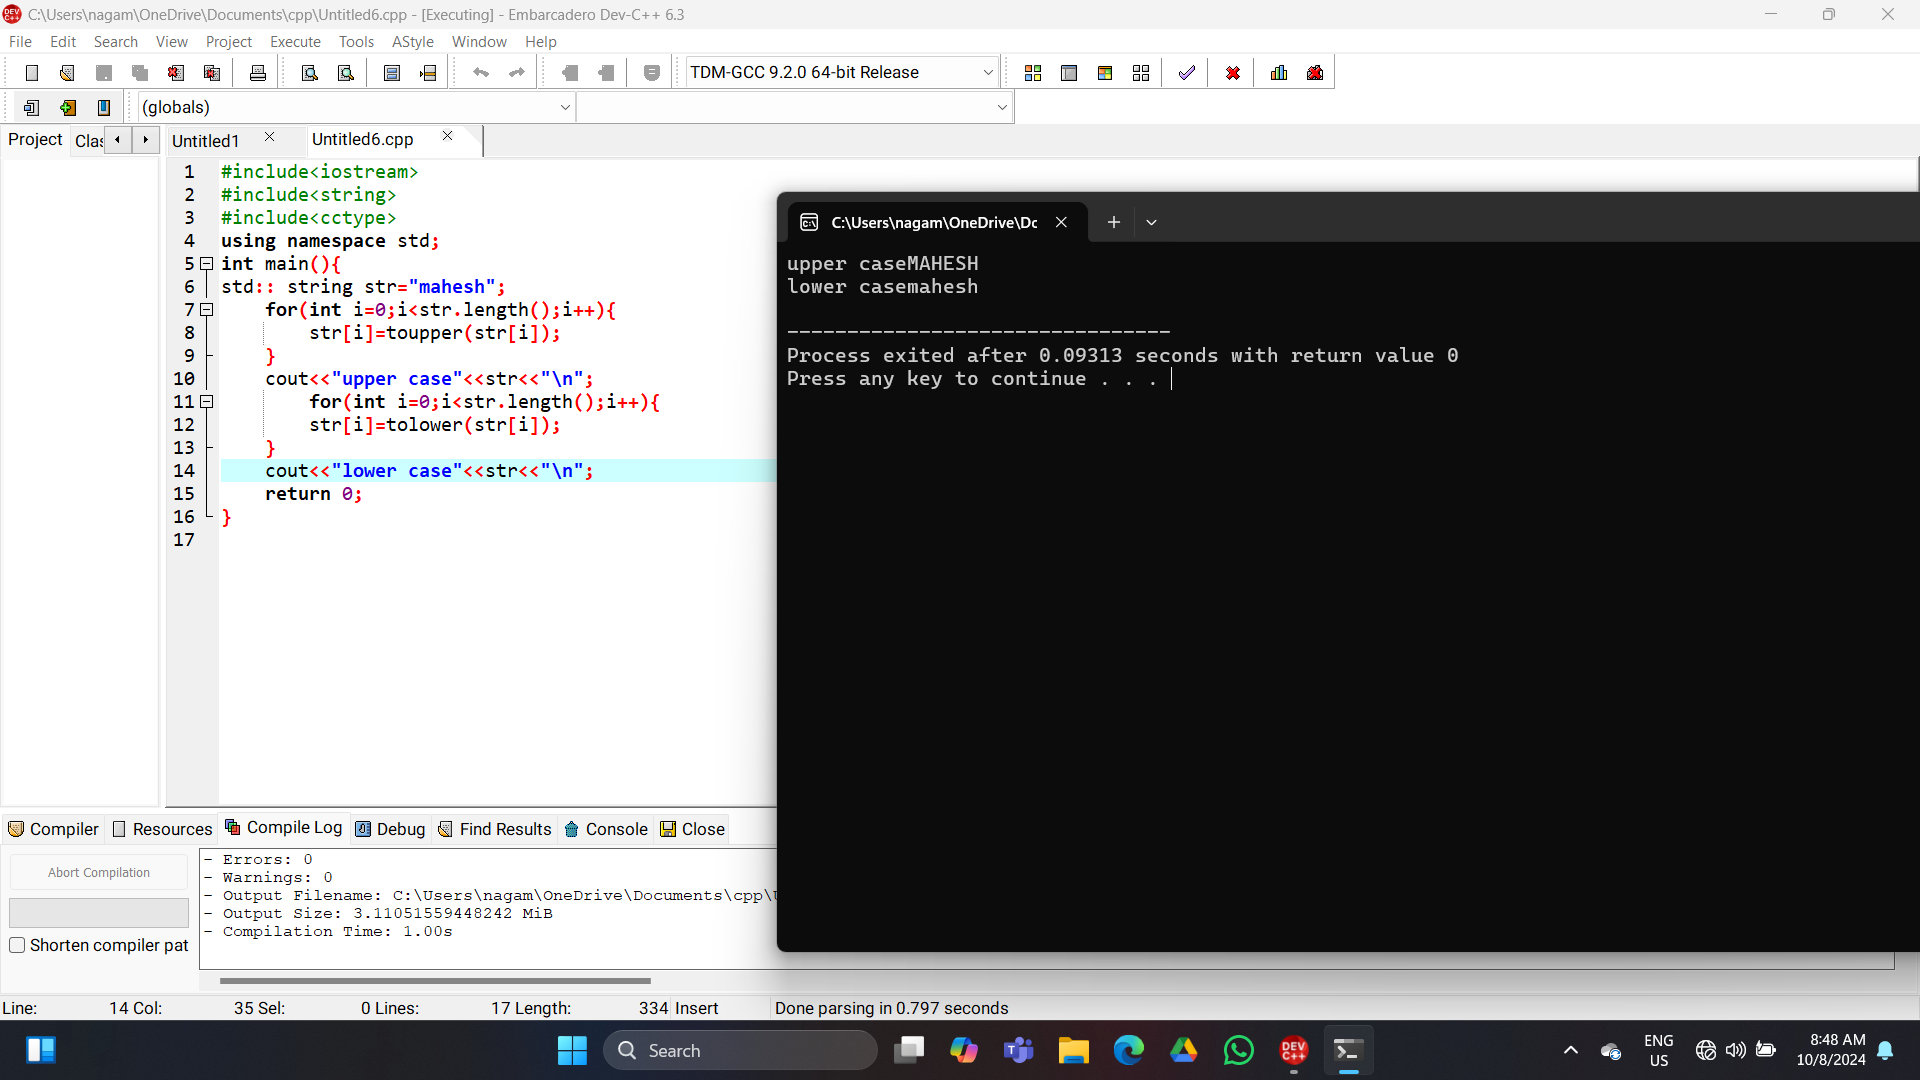 C:\Users\nagam\OneDrive\Documents\cpp\Untitled6.cpp - [Executing] - Embarcadero Dev-C++ 6.3
File Edit Search View Project Execute Tools AStyle Window Help
TDM-GCC 9.2.0 64-bit Release
(globals)
Project Clas Untitled1 Untitled6.cpp
1 #include<iostream>
2 #include<string>
3 #include<cctype>
4 using namespace std;
5 int main(){
6 std:: string str="mahesh";
7 for(int i=0;i<str.length();i++){
8 str[i]=toupper(str[i]);
9 }
10 cout<<"upper case"<<str<<"\n";
11 for(int i=0;i<str.length();i++){
12 str[i]=tolower(str[i]);
13 }
14 cout<<"lower case"<<str<<"\n";
15 return 0;
16 }
17
C:\Users\nagam\OneDrive\Dc
upper caseMAHESH
lower casemahesh
--------------------------------
Process exited after 0.09313 seconds with return value 0
Press any key to continue . . .
Compiler Resources Compile Log Debug Find Results Console Close
Abort Compilation
Shorten compiler pat
- Errors: 0
- Warnings: 0
- Output Filename: C:\Users\nagam\OneDrive\Documents\cpp\
- Output Size: 3.11051559448242 MiB
- Compilation Time: 1.00s
Line: 14 Col: 35 Sel: 0 Lines: 17 Length: 334 Insert Done parsing in 0.797 seconds
Search
DEV C++
ENG
US
8:48 AM
10/8/2024